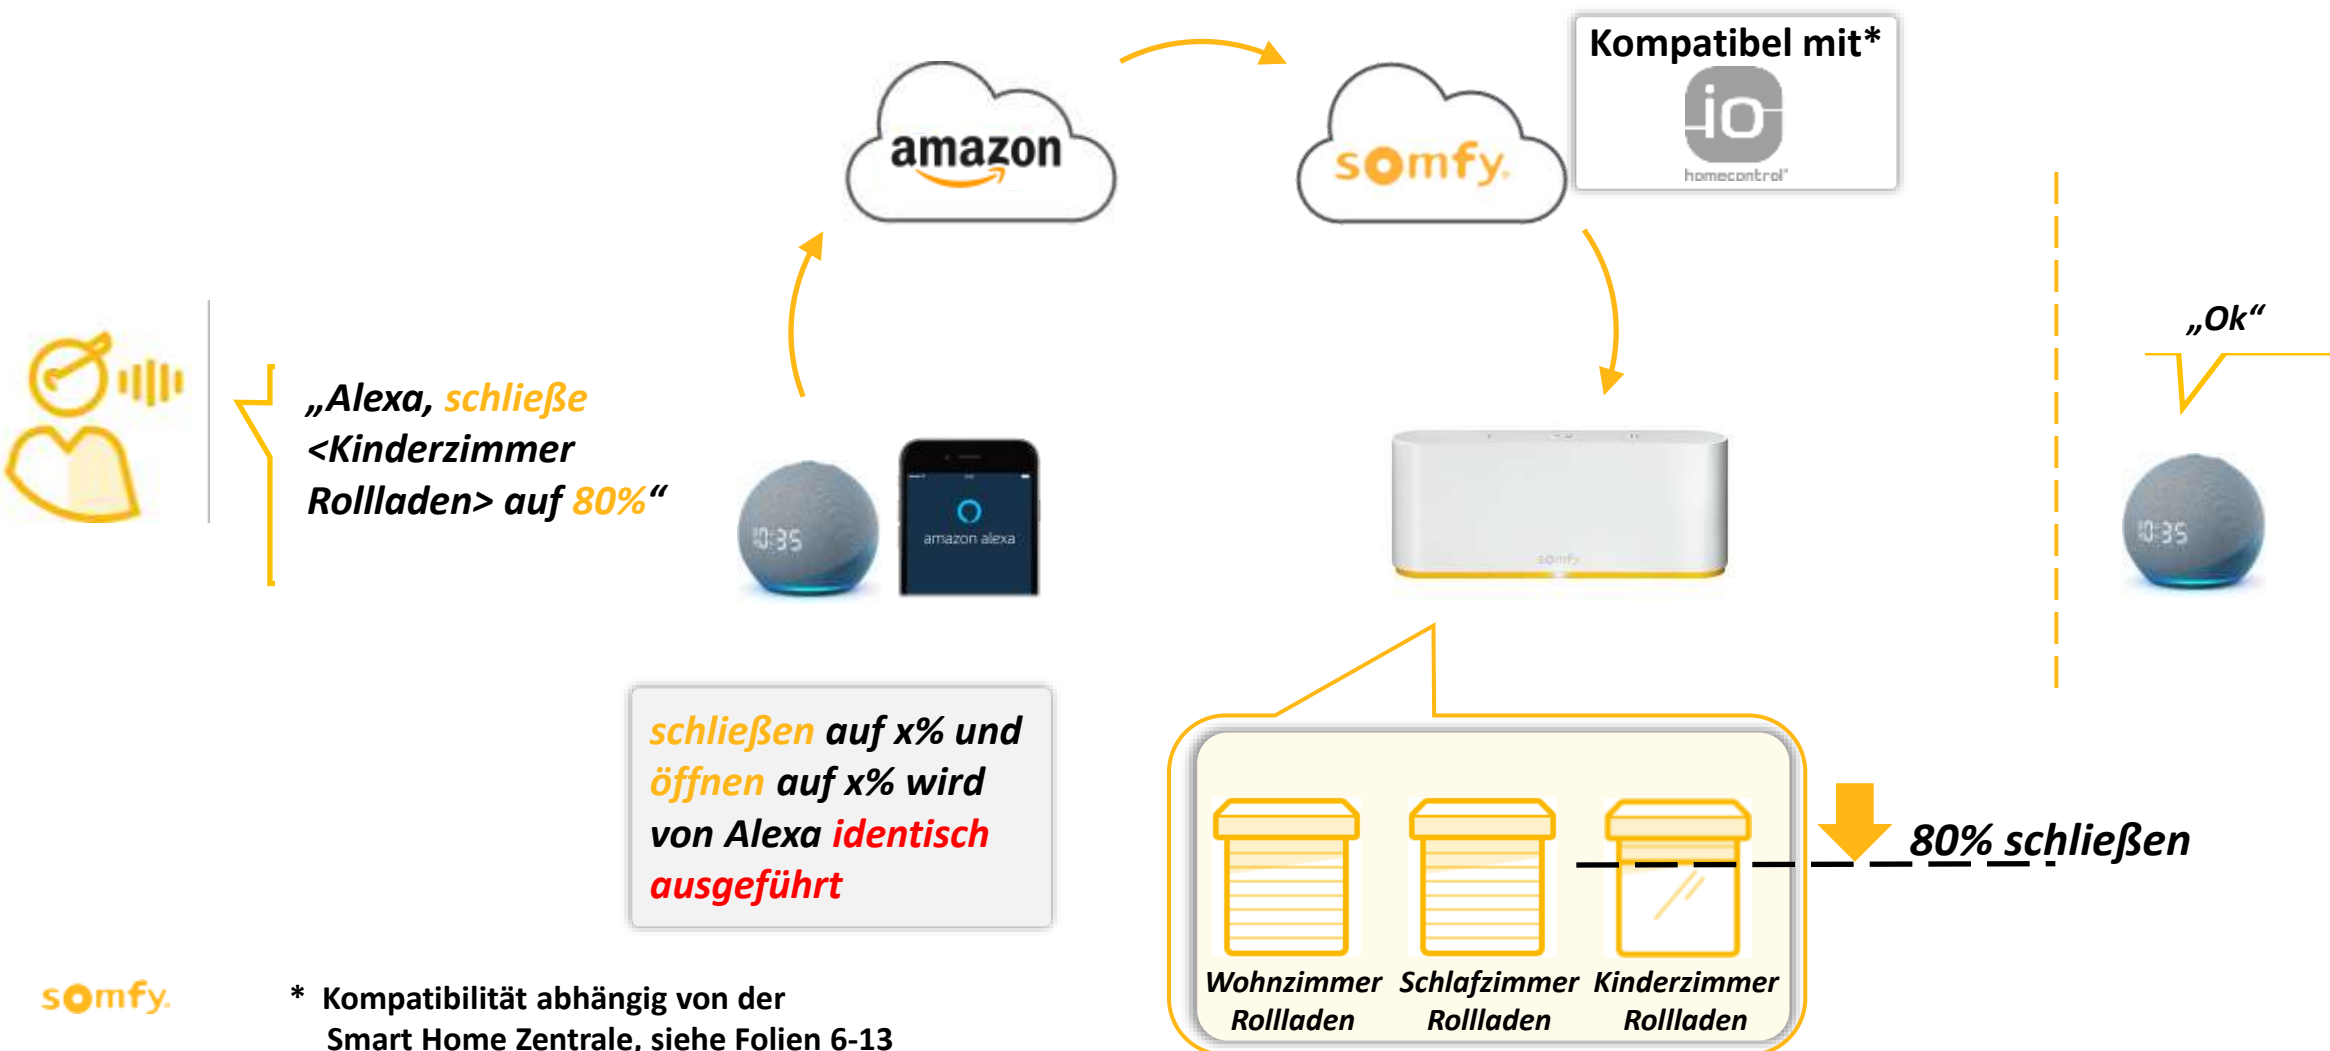 Kompatibel mit*
io
homecontrol®
amazon
somfy.
„Ok“
„Alexa, schließe
<Kinderzimmer
Rollladen> auf 80%“
10:35
amazon alexa
somfy
10:35
schließen auf x% und
öffnen auf x% wird
von Alexa identisch
ausgeführt
80% schließen
Wohnzimmer
Rollladen
Schlafzimmer
Rollladen
Kinderzimmer
Rollladen
somfy.
* Kompatibilität abhängig von der
Smart Home Zentrale, siehe Folien 6-13